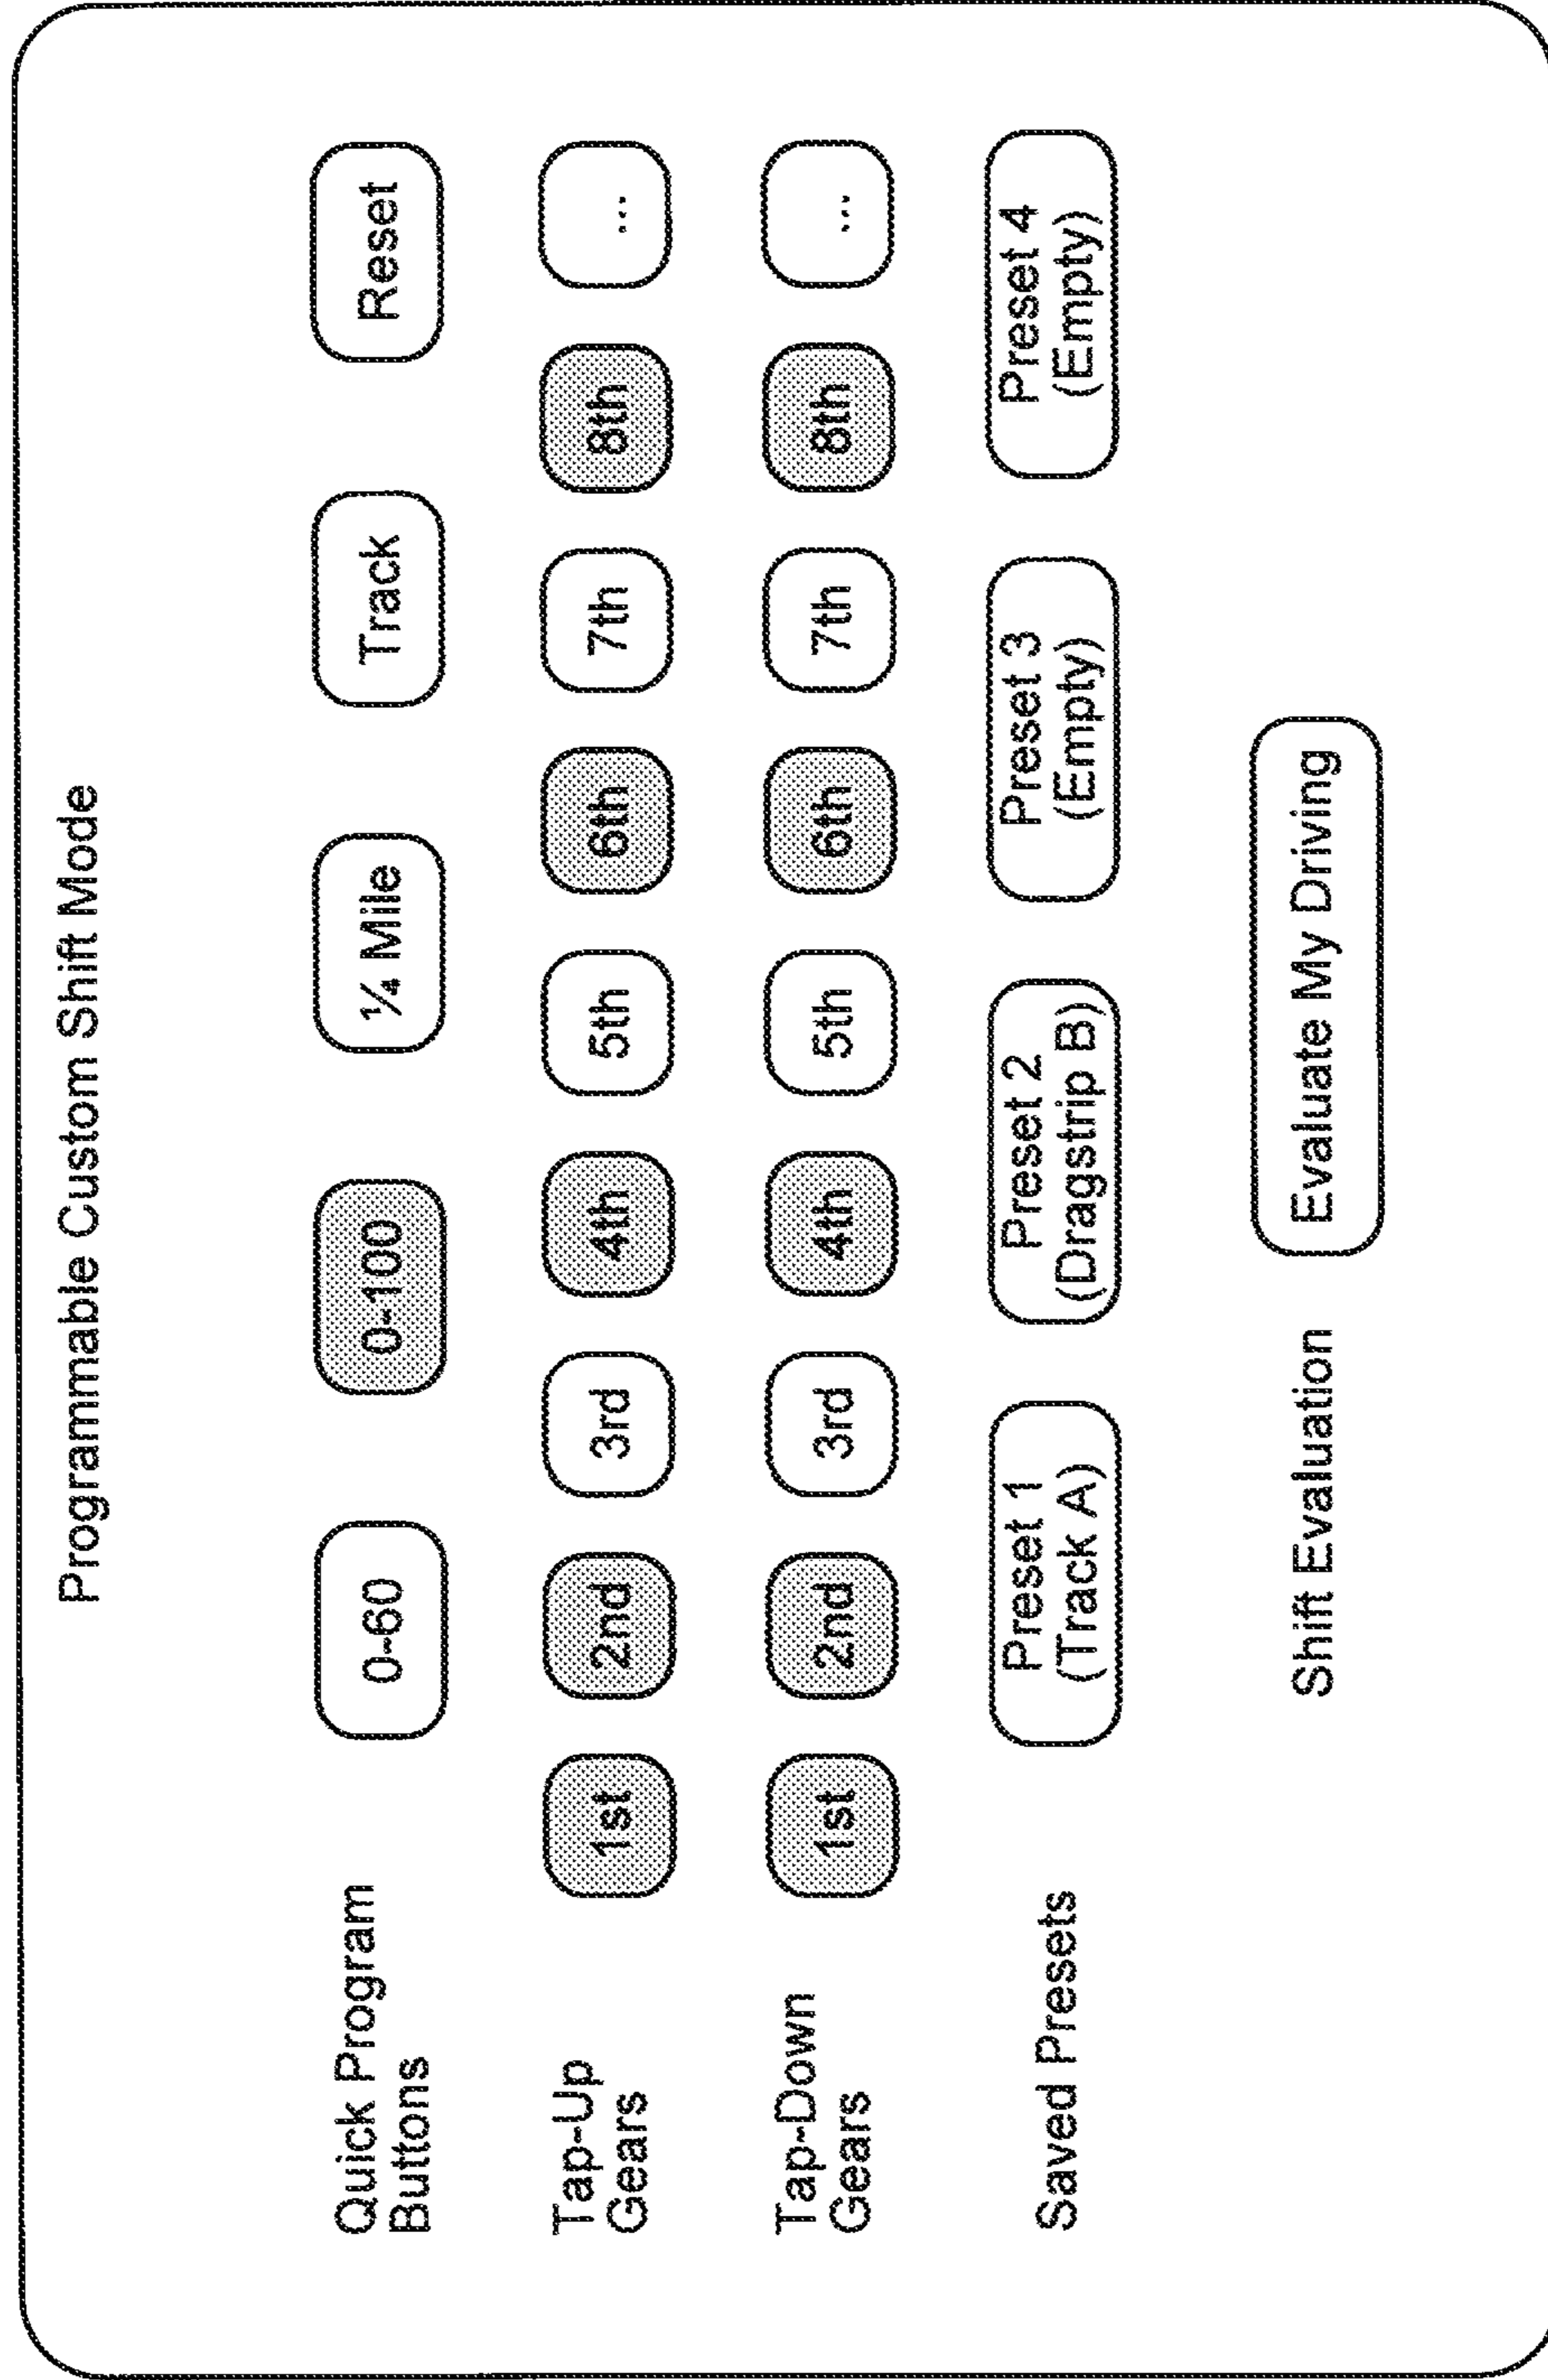 Programmable Custom Shift Mode
Quick Program
Buttons
0-60
0-100
¼ Mile
Track
Reset
Tap-Up
Gears
1st
2nd
3rd
4th
5th
6th
7th
8th
...
Tap-Down
Gears
1st
2nd
3rd
4th
5th
6th
7th
8th
...
Saved Presets
Preset 1
(Track A)
Preset 2
(Dragstrip B)
Preset 3
(Empty)
Preset 4
(Empty)
Shift Evaluation
Evaluate My Driving